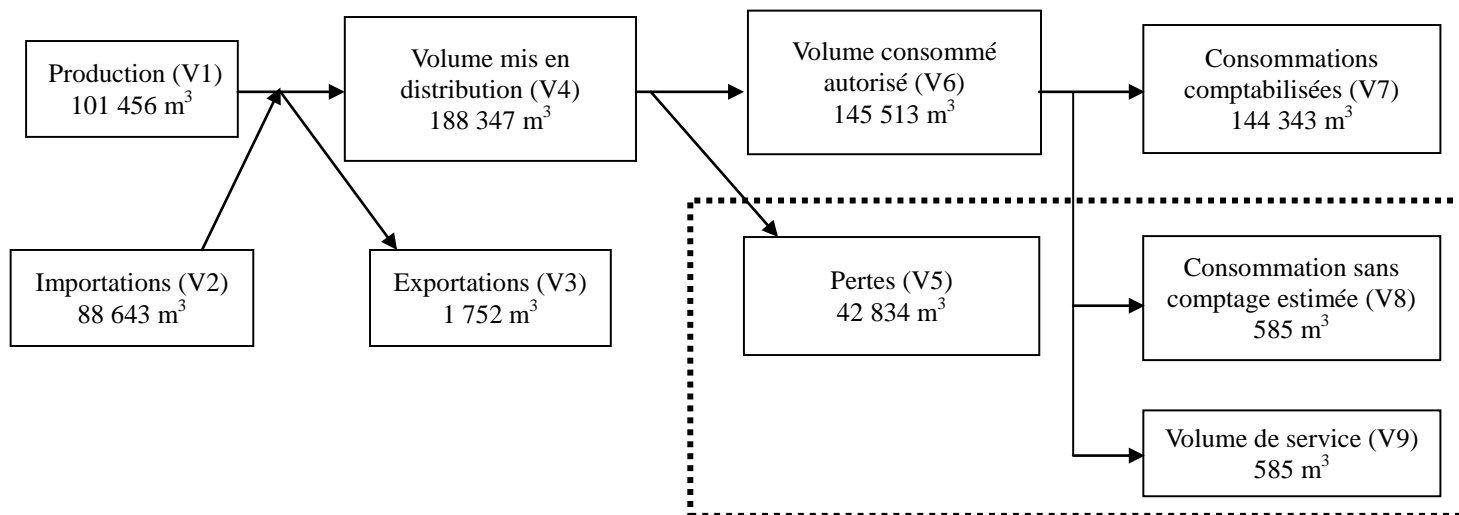 Production (V1)
101 456 m³
Volume mis en
distribution (V4)
188 347 m³
Volume consommé
autorisé (V6)
145 513 m³
Consommations
comptabilisées (V7)
144 343 m³
Importations (V2)
88 643 m³
Exportations (V3)
1 752 m³
Pertes (V5)
42 834 m³
Consommation sans
comptage estimée (V8)
585 m³
Volume de service (V9)
585 m³